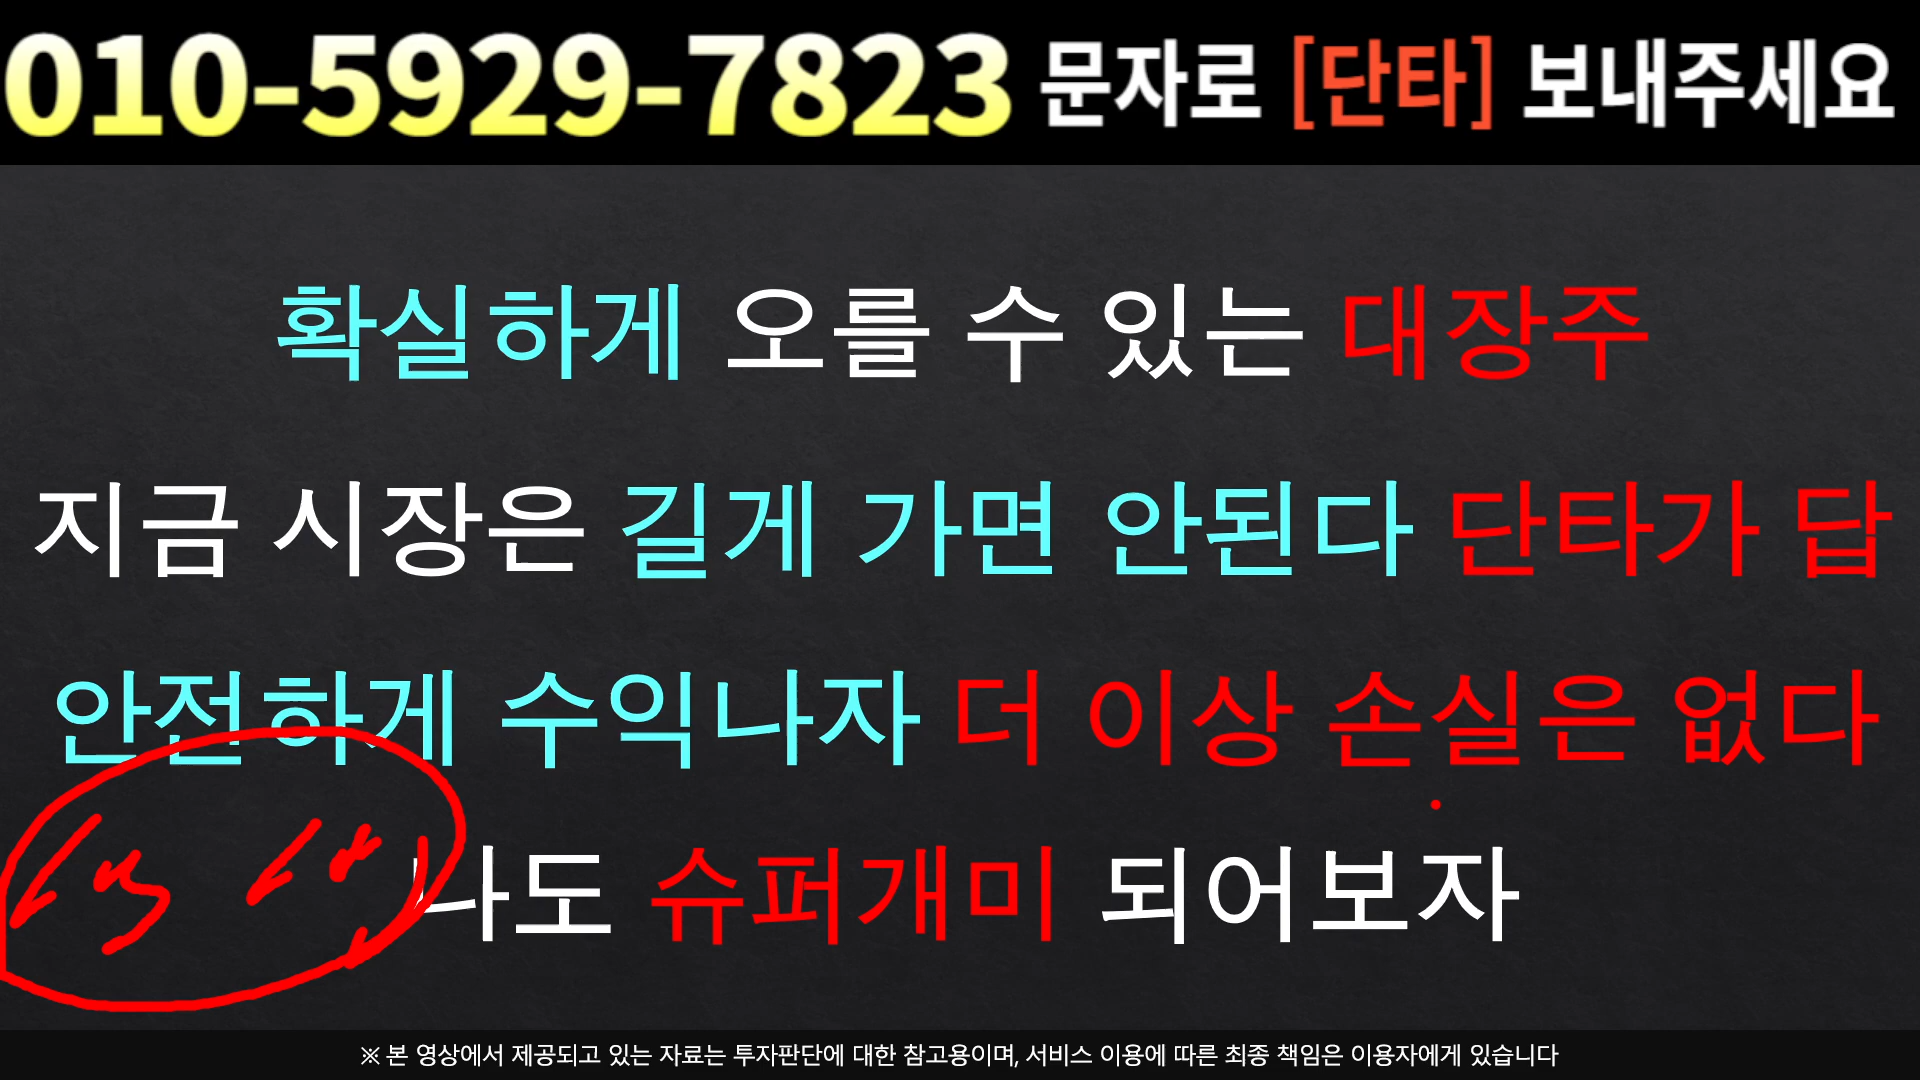 010-5929-7823 문자로 [단타] 보내주세요
확실하게 오를 수 있는 대장주
지금 시장은 길게 가면 안된다 단타가 답
안전하게 수익나자 더 이상 손실은 없다
나도 슈퍼개미 되어보자
※ 본 영상에서 제공되고 있는 자료는 투자판단에 대한 참고용이며, 서비스 이용에 따른 최종 책임은 이용자에게 있습니다